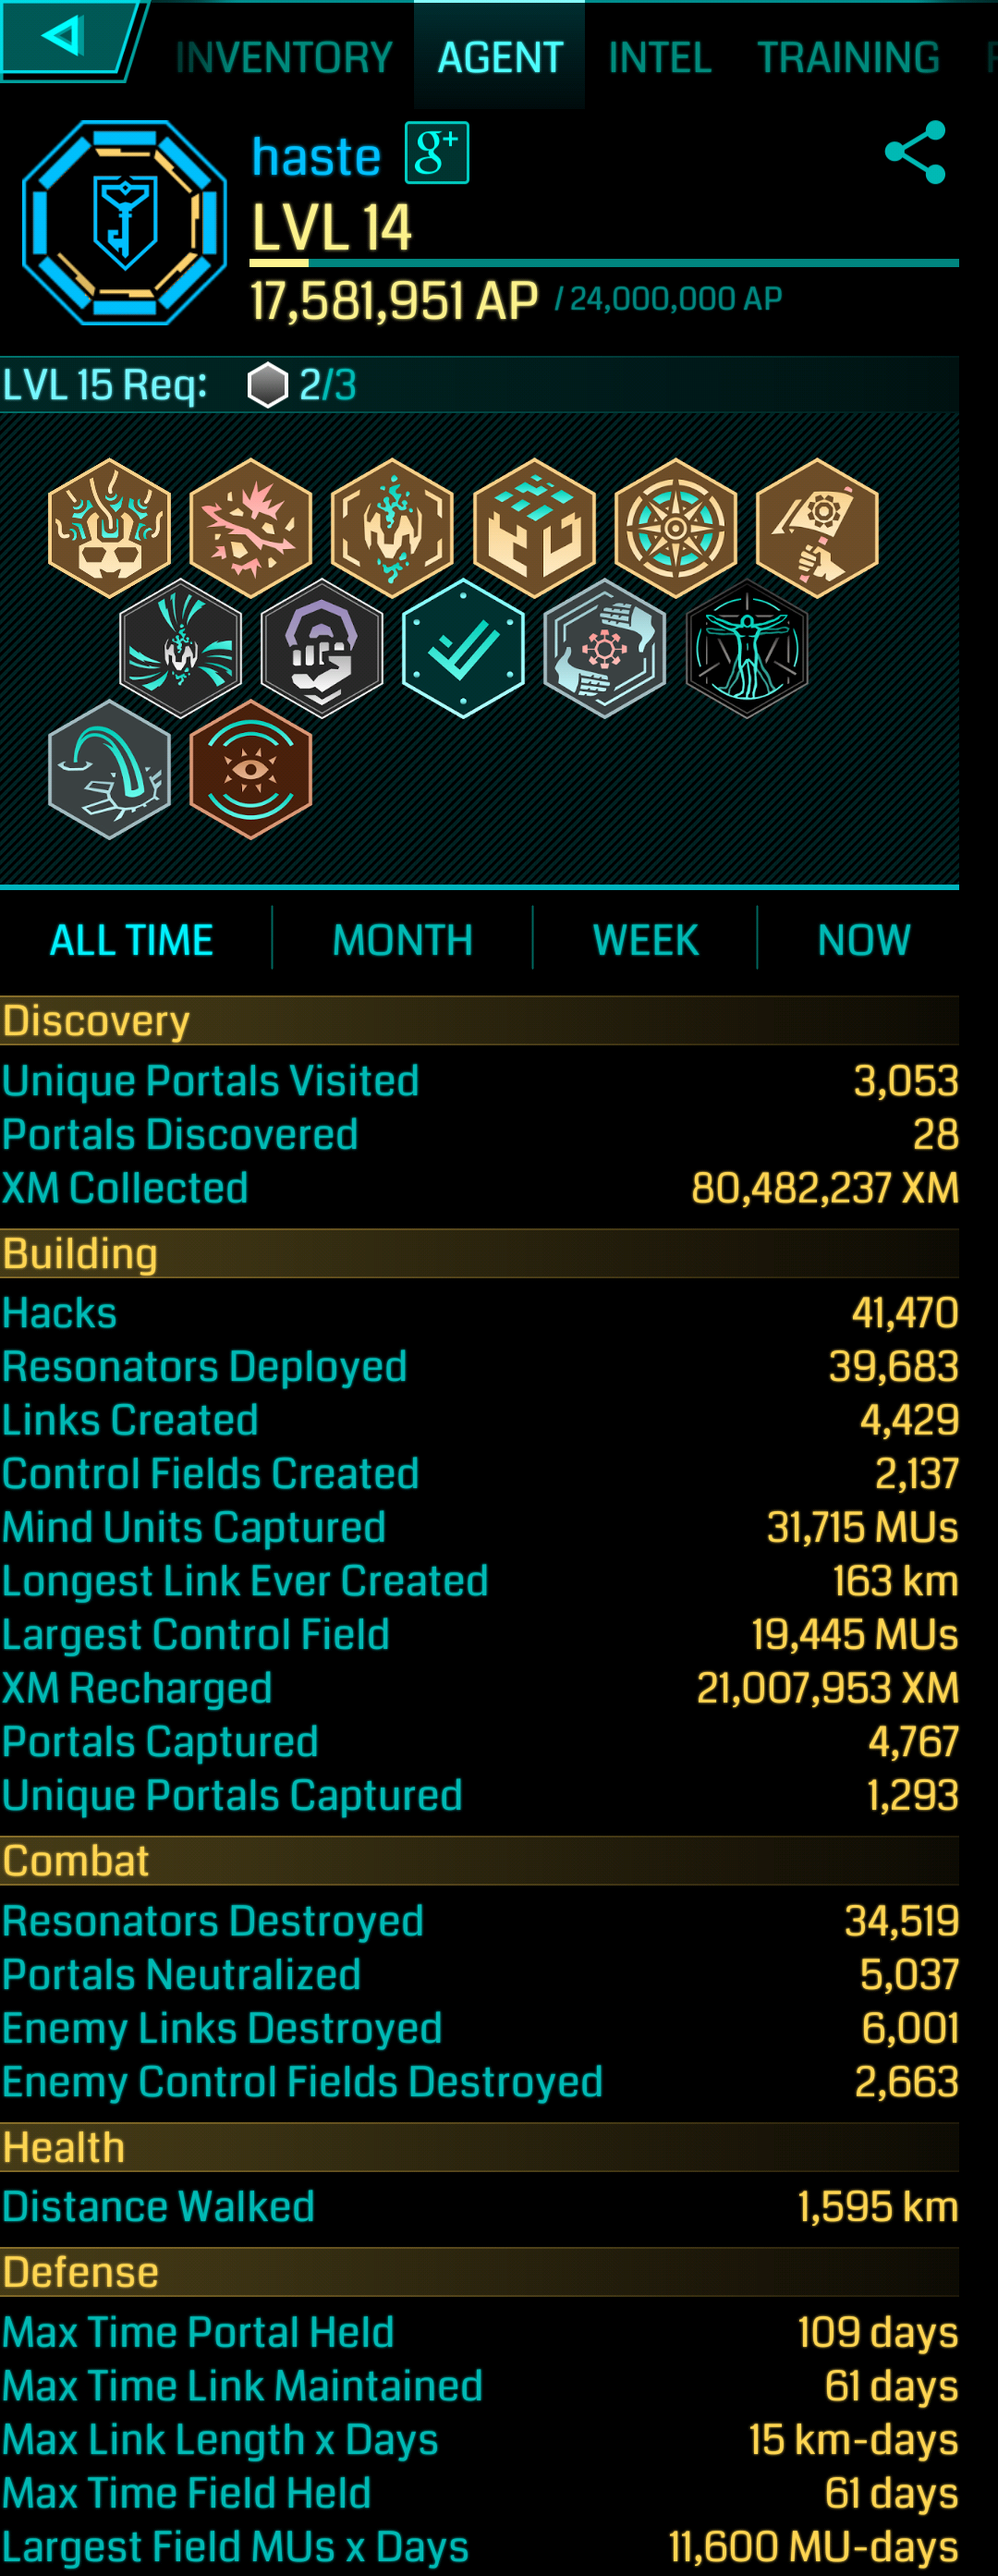 INVENTORY AGENT INTEL TRAINING
haste g+
LVL 14
17,581,951 AP / 24,000,000 AP
LVL 15 Req: 2/3
ALL TIME MONTH WEEK NOW
Discovery
Unique Portals Visited 3,053
Portals Discovered 28
XM Collected 80,482,237 XM
Building
Hacks 41,470
Resonators Deployed 39,683
Links Created 4,429
Control Fields Created 2,137
Mind Units Captured 31,715 MUs
Longest Link Ever Created 163 km
Largest Control Field 19,445 MUs
XM Recharged 21,007,953 XM
Portals Captured 4,767
Unique Portals Captured 1,293
Combat
Resonators Destroyed 34,519
Portals Neutralized 5,037
Enemy Links Destroyed 6,001
Enemy Control Fields Destroyed 2,663
Health
Distance Walked 1,595 km
Defense
Max Time Portal Held 109 days
Max Time Link Maintained 61 days
Max Link Length x Days 15 km-days
Max Time Field Held 61 days
Largest Field MUs x Days 11,600 MU-days